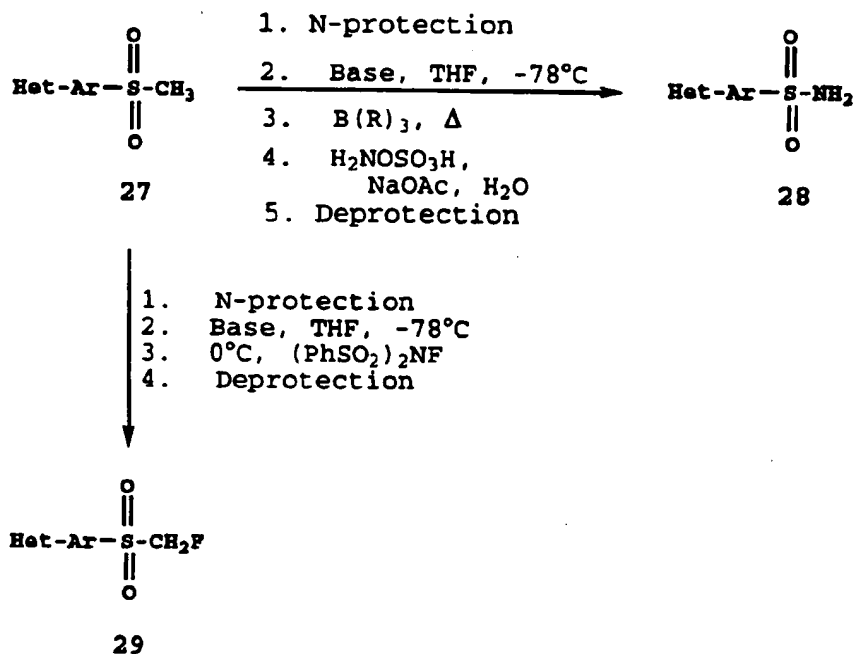 1. N-protection
2. Base, THF, -78°C
3. B(R)₃, Δ
4. H₂NOSO₃H,
NaOAc, H₂O
5. Deprotection
O
Het-Ar-S-CH₃
O
27
O
Het-Ar-S-NH₂
O
28
1. N-protection
2. Base, THF, -78°C
3. 0°C, (PhSO₂)₂NF
4. Deprotection
O
Het-Ar-S-CH₂F
O
29